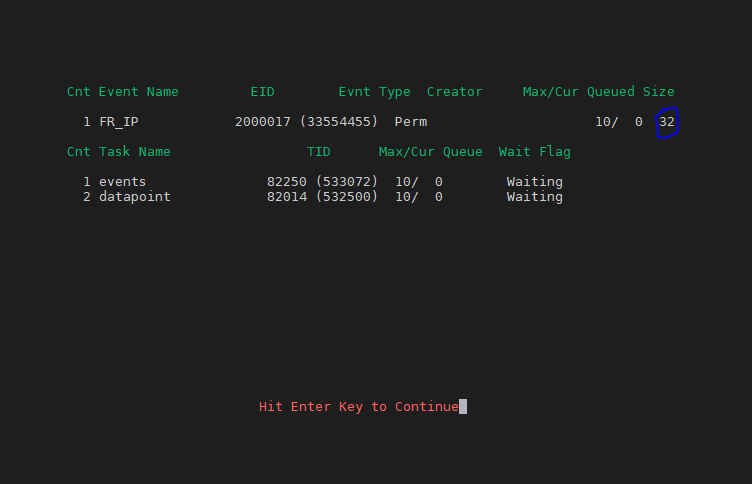 Cnt Event Name EID Evnt Type Creator Max/Cur Queued Size
1 FR_IP 2000017 (33554455) Perm 10/ 0 32
Cnt Task Name TID Max/Cur Queue Wait Flag
1 events 82250 (533072) 10/ 0 Waiting
2 datapoint 82014 (532500) 10/ 0 Waiting
Hit Enter Key to Continue